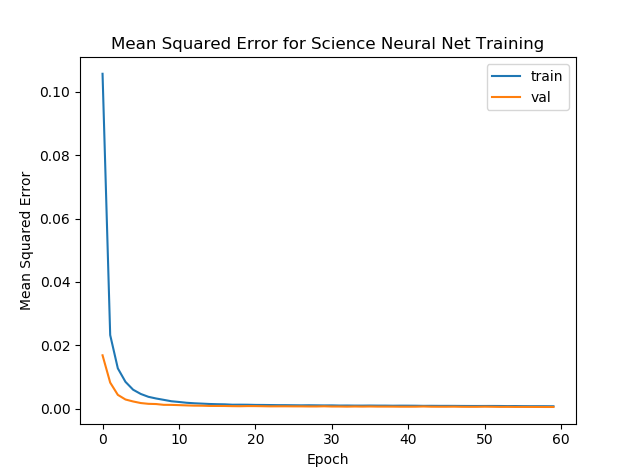 Mean Squared Error for Science Neural Net Training
train
val
0.10
0.08
0.06
0.04
0.02
0.00
Mean Squared Error
0
10
20
30
40
50
60
Epoch